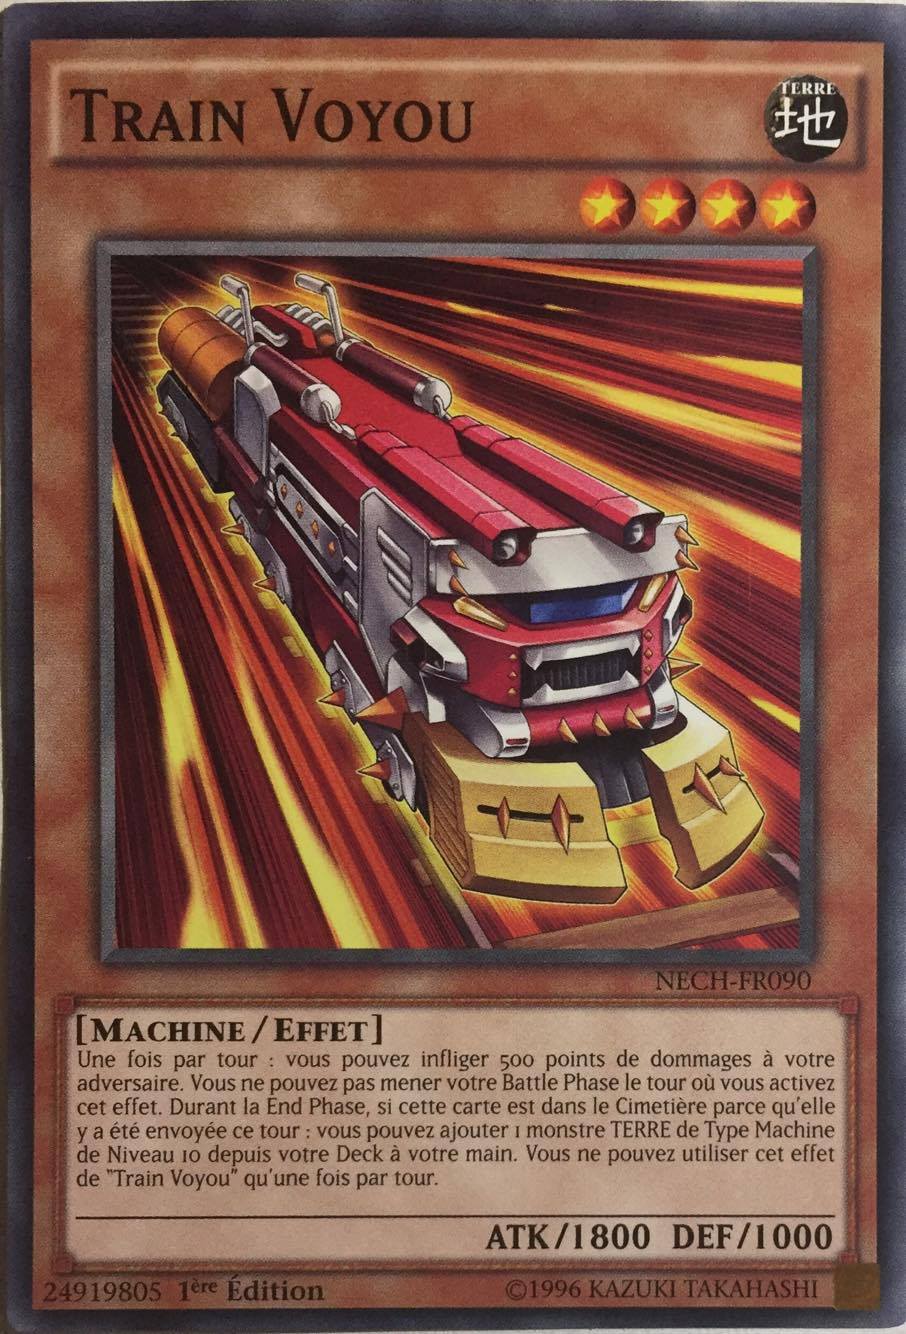 TRAIN VOYOU
TERRE
地
NECH-FR090
[MACHINE/EFFET]
Une fois par tour : vous pouvez infliger 500 points de dommages à votre
adversaire. Vous ne pouvez pas mener votre Battle Phase le tour où vous activez
cet effet. Durant la End Phase, si cette carte est dans le Cimetière parce qu'elle
y a été envoyée ce tour : vous pouvez ajouter 1 monstre TERRE de Type Machine
de Niveau 10 depuis votre Deck à votre main. Vous ne pouvez utiliser cet effet
de "Train Voyou" qu'une fois par tour.
ATK/1800 DEF/1000
24919805 1ère Édition ©1996 KAZUKI TAKAHASHI